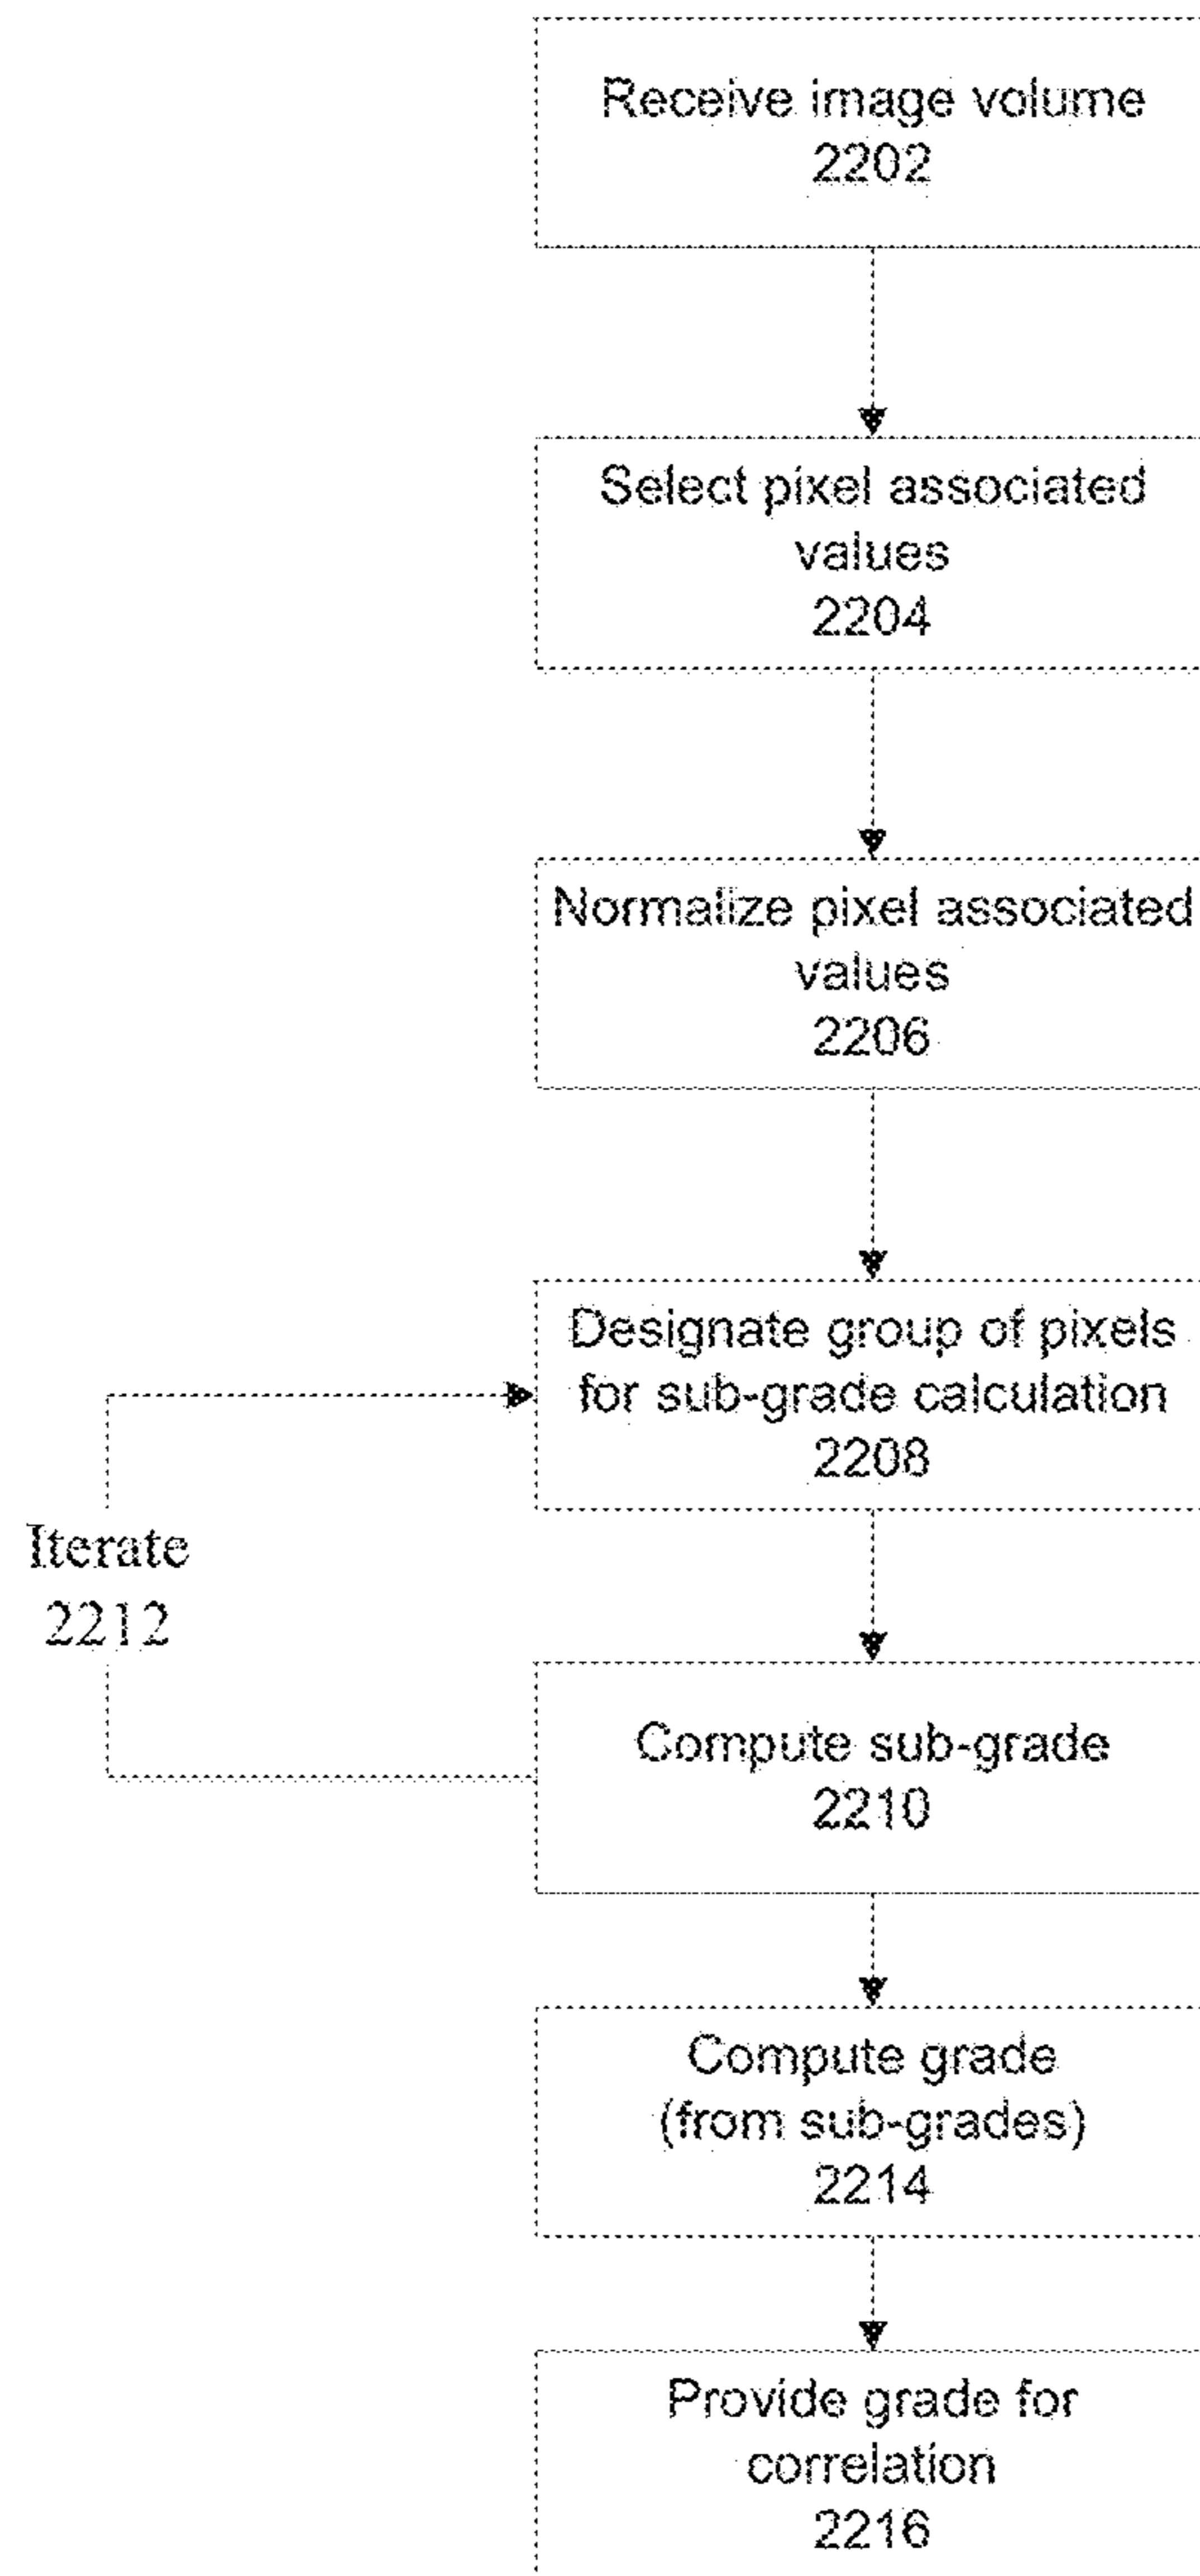 Receive image volume
2202
Select pixel associated
values
2204
Normalize pixel associated
values
2206
Designate group of pixels
for sub-grade calculation
2208
Iterate
2212
Compute sub-grade
2210
Compute grade
(from sub-grades)
2214
Provide grade for
correlation
2216